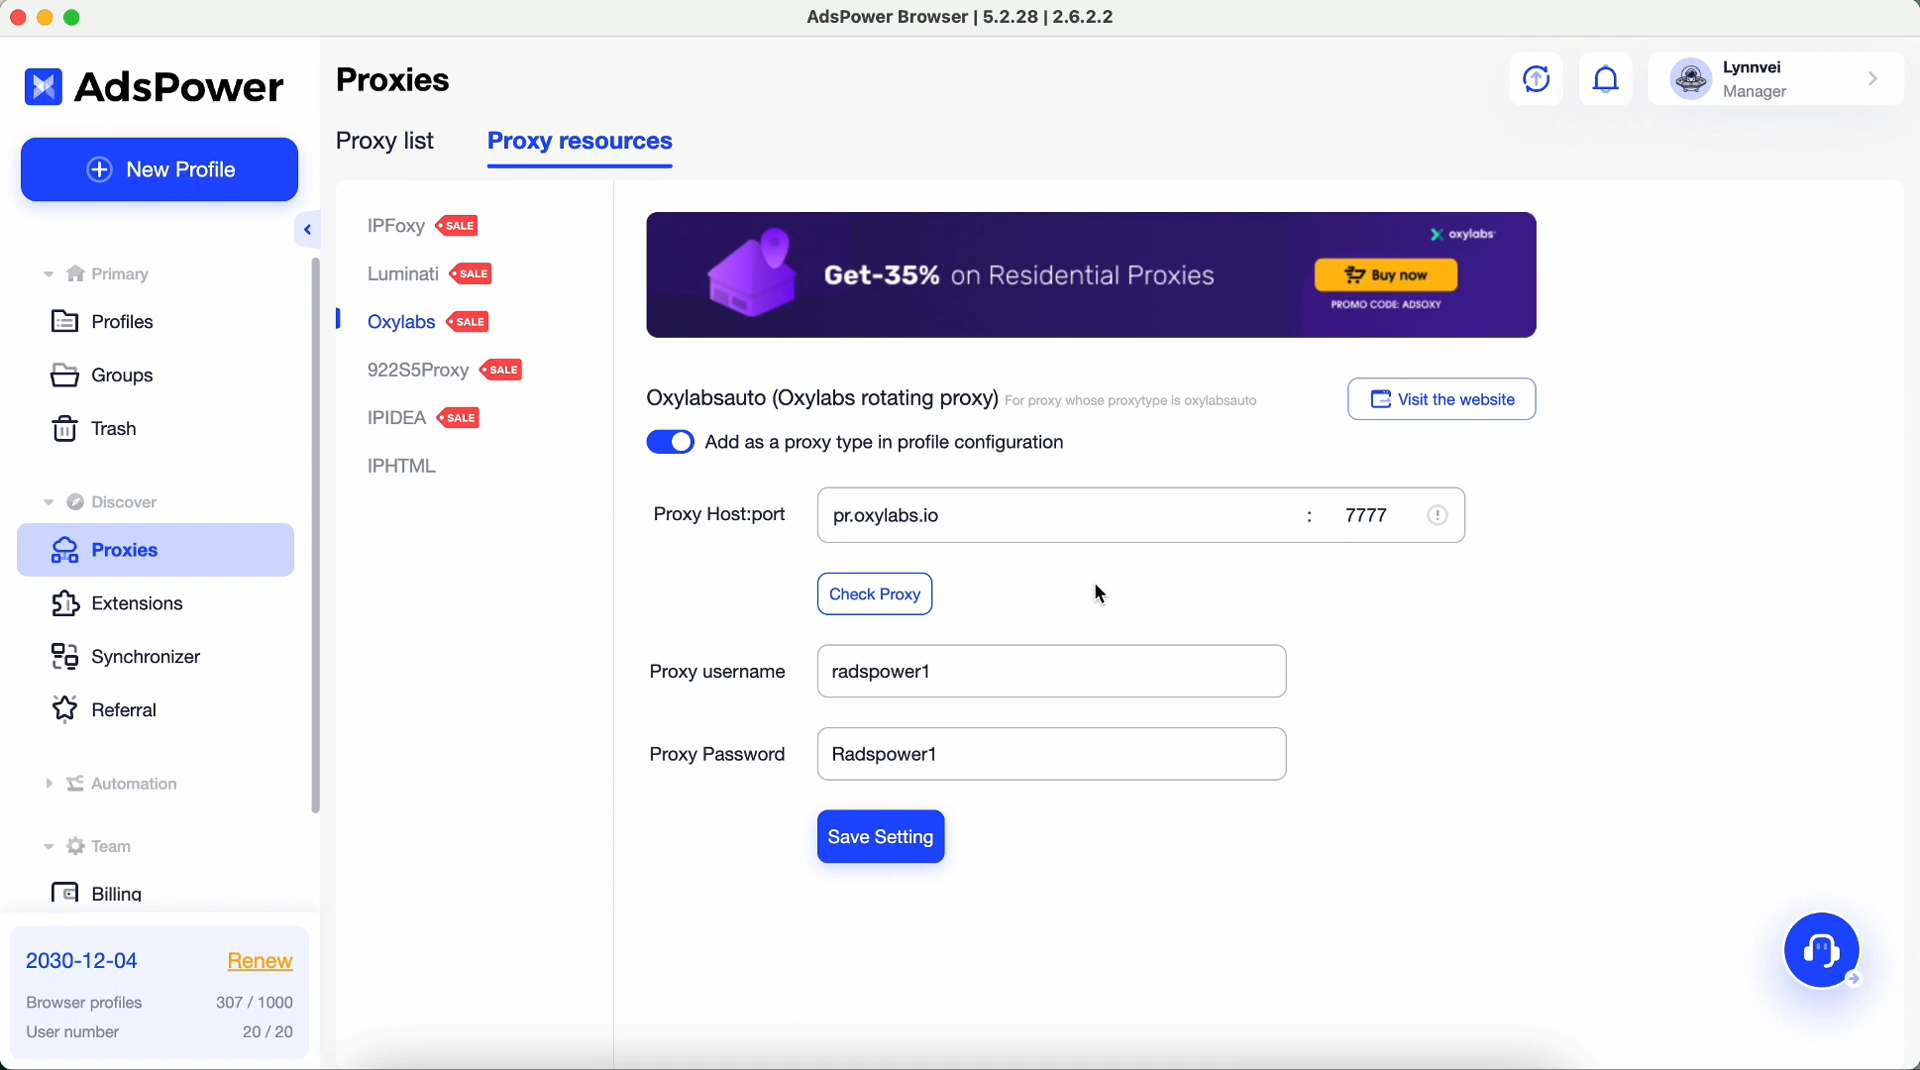 AdsPower Browser | 5.2.28 | 2.6.2.2
AdsPower
New Profile
Primary
Profiles
Groups
Trash
Discover
Proxies
Extensions
Synchronizer
Referral
Automation
Team
Billing
2030-12-04 Renew
Browser profiles 307 / 1000
User number 20 / 20
Proxies
Lynnvei
Manager
Proxy list Proxy resources
IPFoxy SALE
Luminati SALE
Oxylabs SALE
922S5Proxy SALE
IPIDEA SALE
IPHTML
oxylabs
Get-35% on Residential Proxies
Buy now
PROMO CODE: ADSOXY
Oxylabsauto (Oxylabs rotating proxy) For proxy whose proxytype is oxylabsauto
Visit the website
Add as a proxy type in profile configuration
Proxy Host:port pr.oxylabs.io : 7777
Check Proxy
Proxy username radspower1
Proxy Password Radspower1
Save Setting